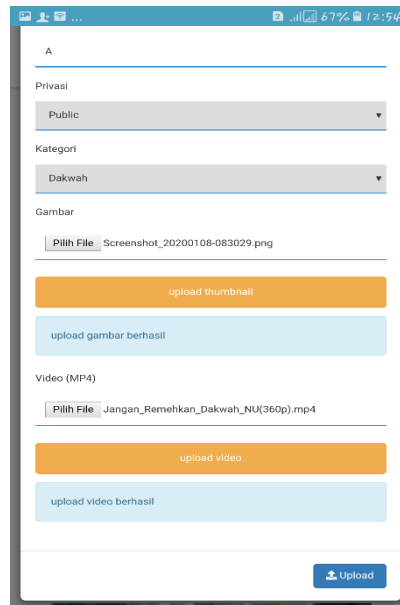 ... 2 67% 12:54
A
Privasi
Public
Kategori
Dakwah
Gambar
Pilih File Screenshot_20200108-083029.png
upload thumbnail
upload gambar berhasil
Video (MP4)
Pilih File Jangan_Remehkan_Dakwah_NU(360p).mp4
upload video
upload video berhasil
Upload